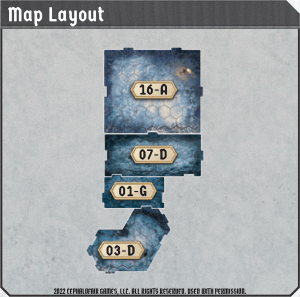 Map Layout
16-A
07-D
01-G
03-D
2022 CEPHALOFAIR GAMES, LLC. ALL RIGHTS RESERVED. USED WITH PERMISSION.